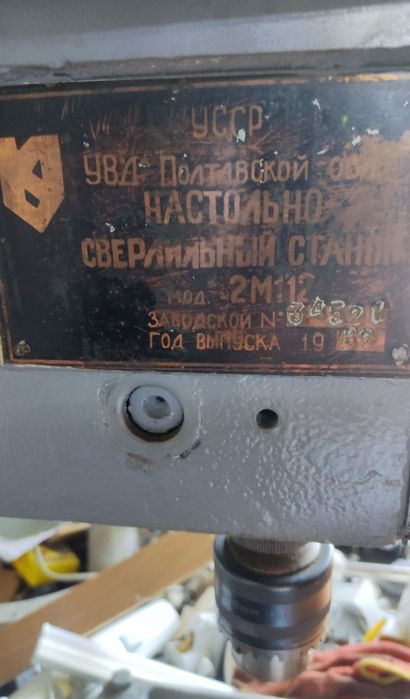 УССР
УВД Полтавской обл
НАСТОЛЬНО
СВЕРЛИЛЬНЫЙ СТАНОК
МОД. 2М112
ЗАВОДСКОЙ №
ГОД ВЫПУСКА 19